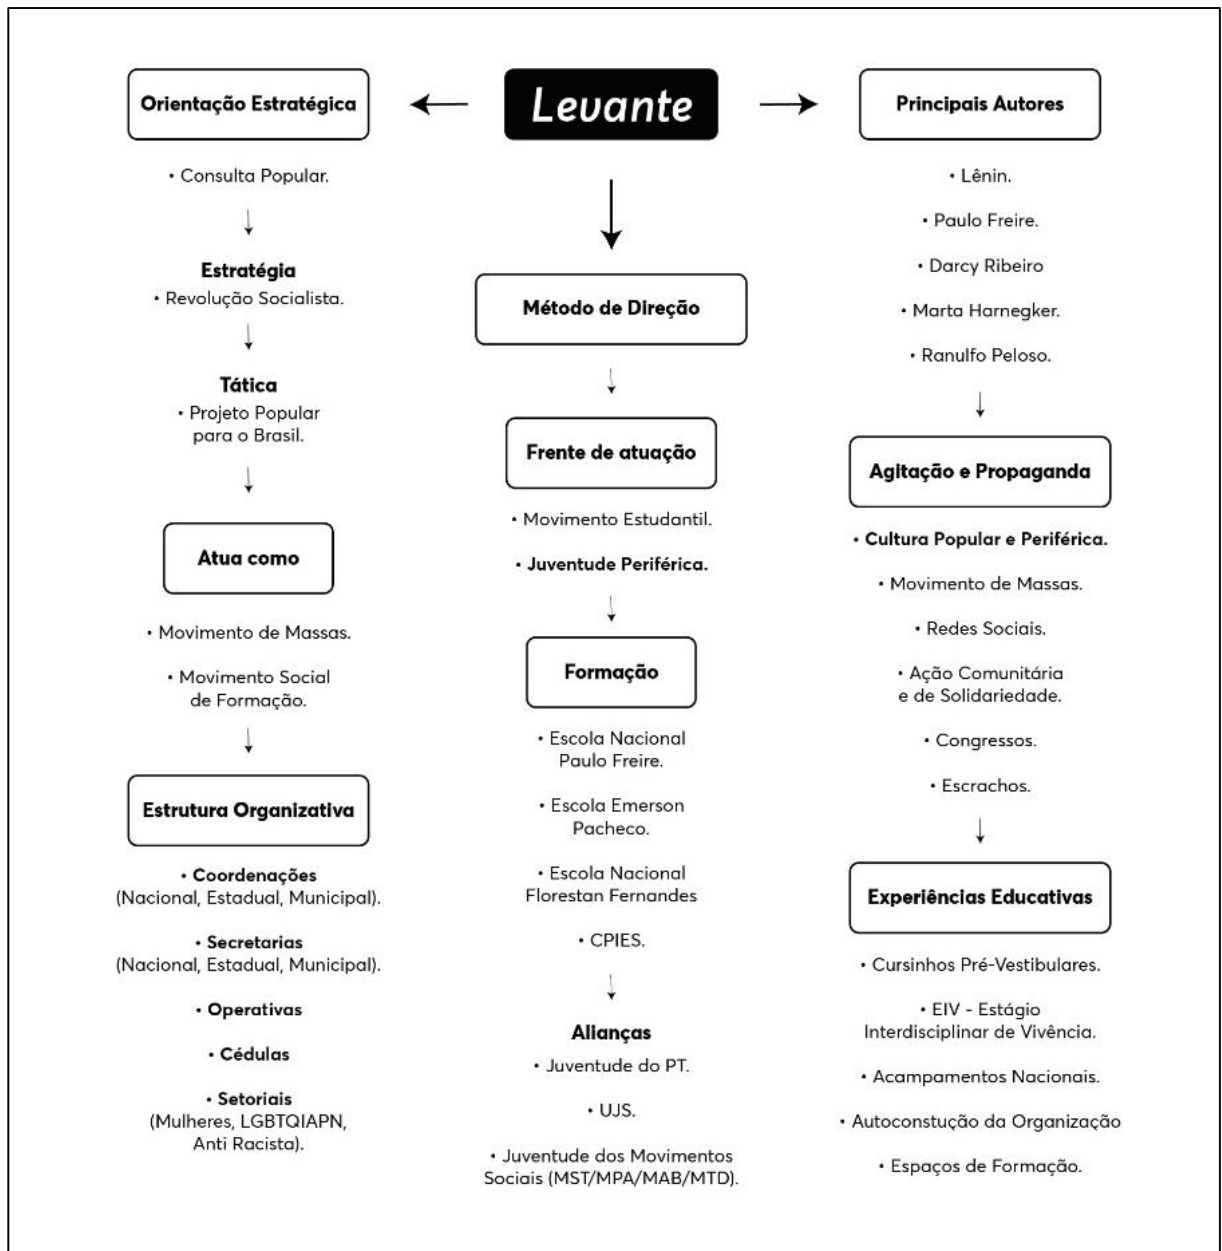 Levante
Orientação Estratégica
• Consulta Popular.
Estratégia
• Revolução Socialista.
Tática
• Projeto Popular
para o Brasil.
Atua como
• Movimento de Massas.
• Movimento Social
de Formação.
Estrutura Organizativa
• Coordenações
(Nacional, Estadual, Municipal).
• Secretarias
(Nacional, Estadual, Municipal).
• Operativas
• Cédulas
• Setoriais
(Mulheres, LGBTQIAPN,
Anti Racista).
Método de Direção
Frente de atuação
• Movimento Estudantil.
• Juventude Periférica.
Formação
• Escola Nacional
Paulo Freire.
• Escola Emerson
Pacheco.
• Escola Nacional
Florestan Fernandes
• CPIES.
Alianças
• Juventude do PT.
• UJS.
• Juventude dos Movimentos
Sociais (MST/MPA/MAB/MTD).
Principais Autores
• Lênin.
• Paulo Freire.
• Darcy Ribeiro
• Marta Harnegker.
• Ranulfo Peloso.
Agitação e Propaganda
• Cultura Popular e Periférica.
• Movimento de Massas.
• Redes Sociais.
• Ação Comunitária
e de Solidariedade.
• Congressos.
• Escrachos.
Experiências Educativas
• Cursinhos Pré-Vestibulares.
• EIV - Estágio
Interdisciplinar de Vivência.
• Acampamentos Nacionais.
• Autoconstução da Organização
• Espaços de Formação.